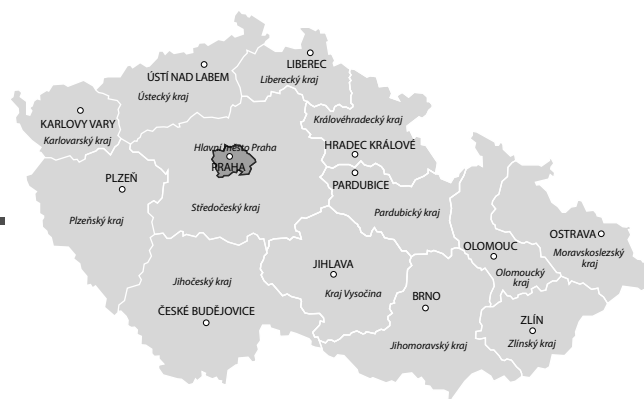 LIBEREC
Liberecký kraj
ÚSTÍ NAD LABEM
Ústecký kraj
KARLOVY VARY
Karlovarský kraj
Královéhradecký kraj
HRADEC KRÁLOVÉ
Hlavní město Praha
PRAHA
Středočeský kraj
PLZEŇ
Plzeňský kraj
PARDUBICE
Pardubický kraj
OSTRAVA
Moravskoslezský
kraj
OLOMOUC
Olomoucký
kraj
JIHLAVA
Kraj Vysočina
Jihočeský kraj
ČESKÉ BUDĚJOVICE
BRNO
Jihomoravský kraj
ZLÍN
Zlínský kraj